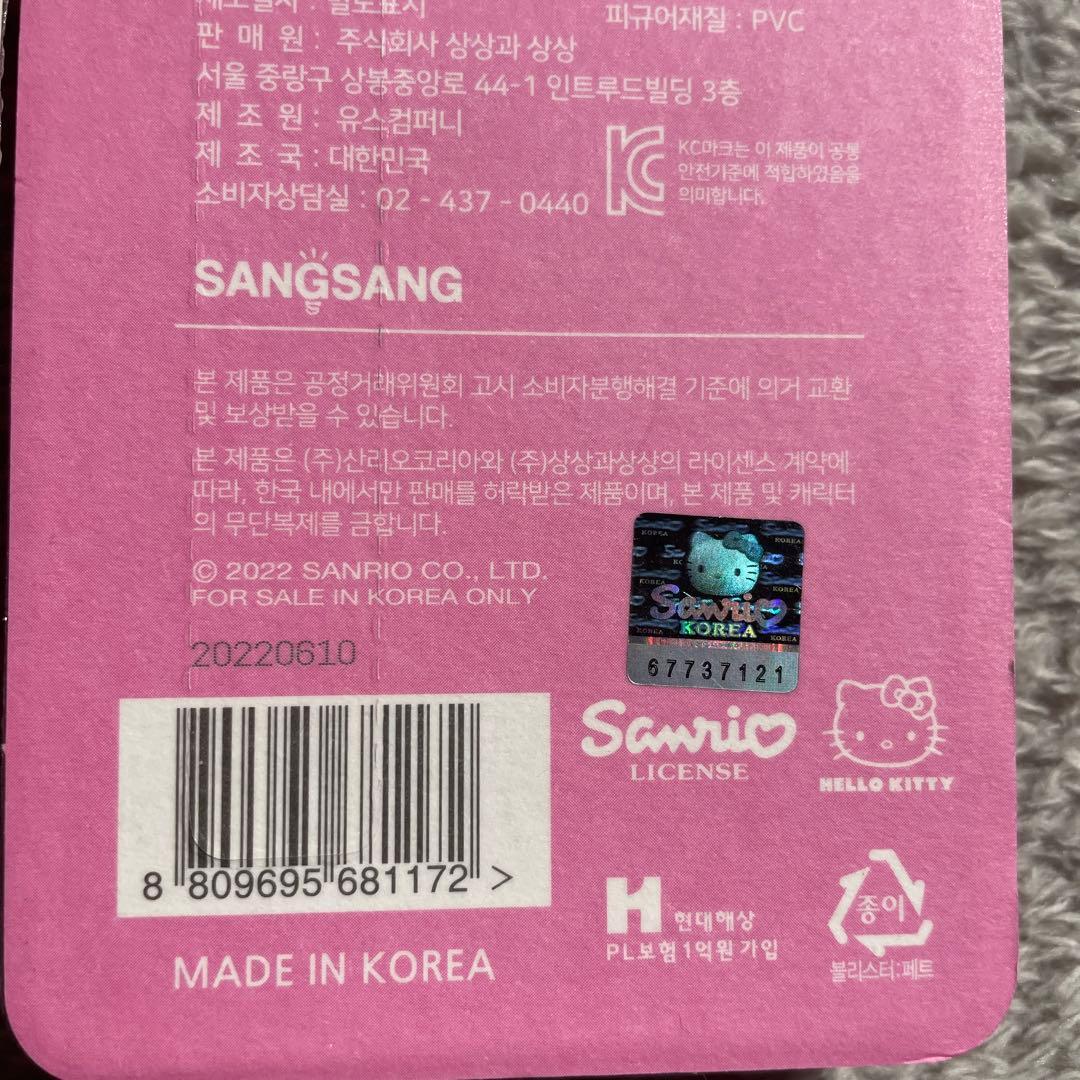 피규어재질 : PVC
판 매 원 : 주식회사 상상과 상상
서울 중랑구 상봉중앙로 44-1 인트루드빌딩 3층
제 조 원 : 유스컴퍼니
제 조 국 : 대한민국
소비자상담실 : 02 - 437 - 0440
KC마크는 이 제품이 공통
안전기준에 적합하였음을
의미합니다.
SANGSANG
본 제품은 공정거래위원회 고시 소비자분행해결 기준에 의거 교환
및 보상받을 수 있습니다.
본 제품은 (주)산리오코리아와 (주)상상과상상의 라이센스 계약에
따라, 한국 내에서만 판매를 허락받은 제품이며, 본 제품 및 캐릭터
의 무단복제를 금합니다.
© 2022 SANRIO CO., LTD.
FOR SALE IN KOREA ONLY
20220610
Sanrio
KOREA
67737121
Sanrio
LICENSE
HELLO KITTY
8 809695 681172 >
MADE IN KOREA
H 현대해상
PL보험 1억원 가입
종이
블리스터:페트